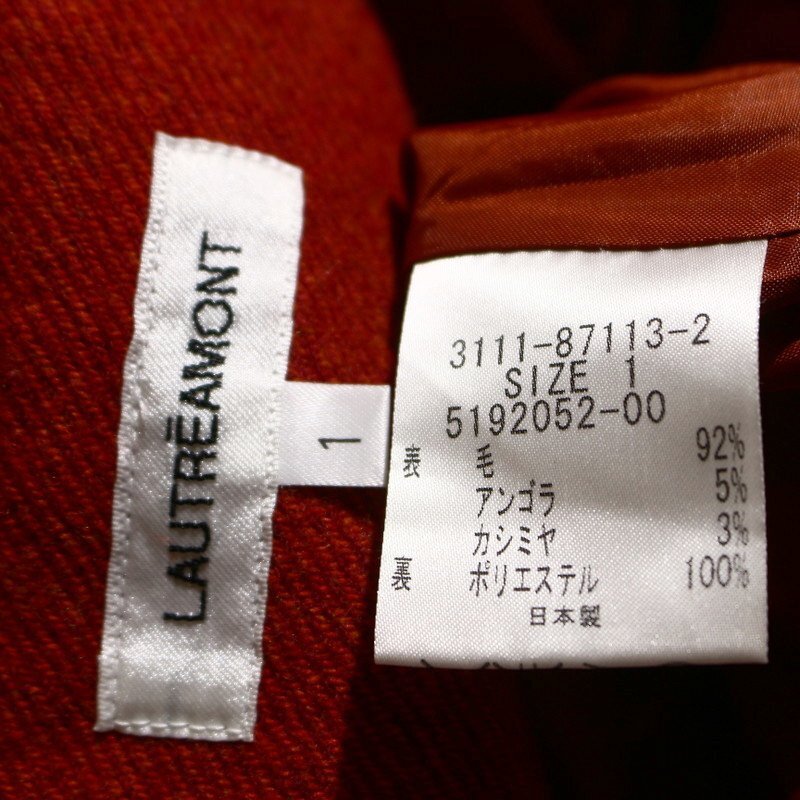 LAUTRĒAMONT
1
3111-87113-2
SIZE 1
5192052-00
表 毛 92%
アンゴラ 5%
カシミヤ 3%
裏 ポリエステル 100%
日本製